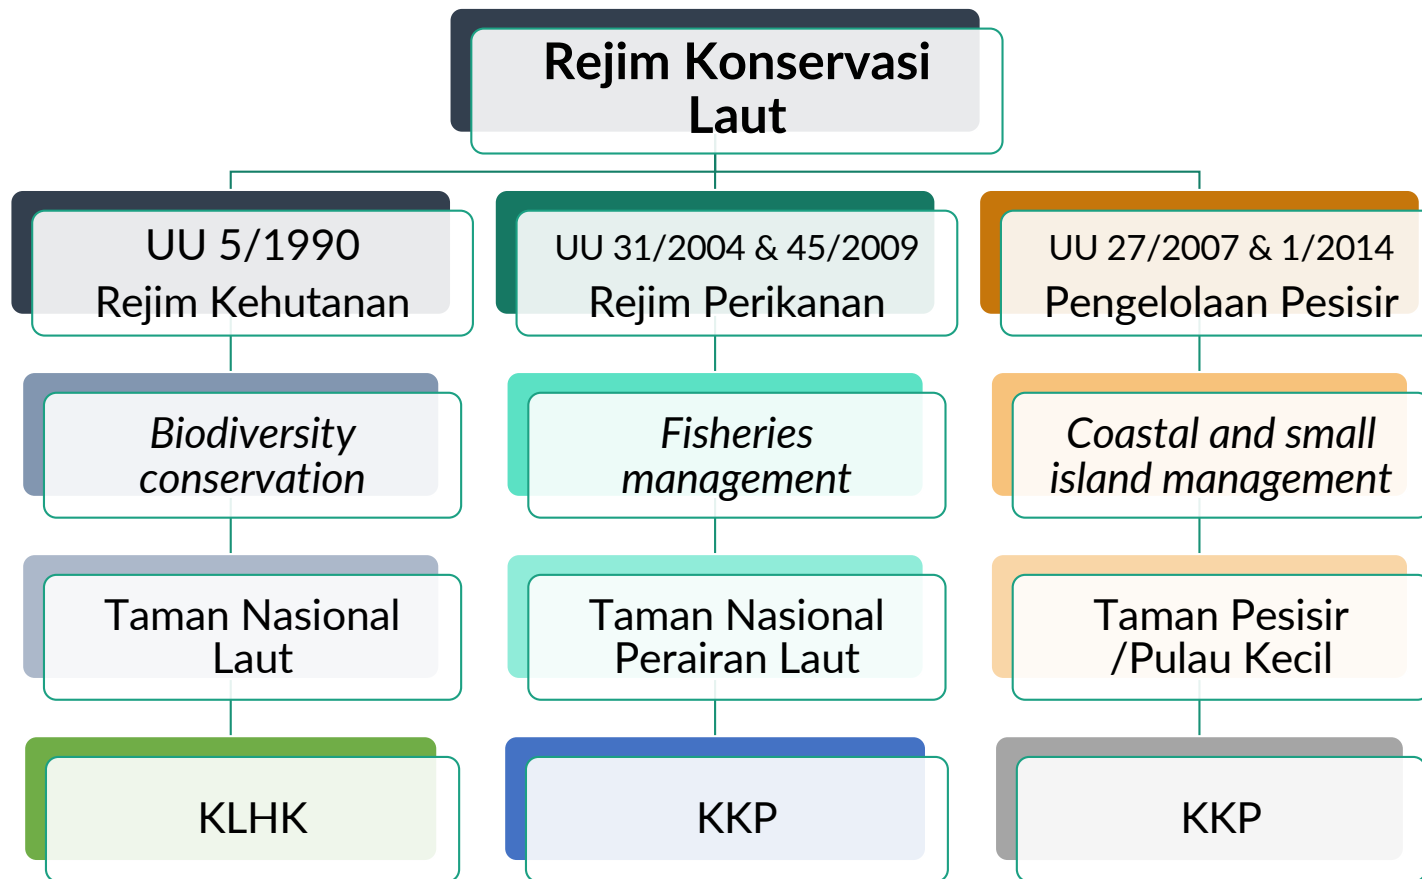 Rejim Konservasi
Laut
UU 5/1990
Rejim Kehutanan
UU 31/2004 & 45/2009
Rejim Perikanan
UU 27/2007 & 1/2014
Pengelolaan Pesisir
Biodiversity
conservation
Fisheries
management
Coastal and small
island management
Taman Nasional
Laut
Taman Nasional
Perairan Laut
Taman Pesisir
/Pulau Kecil
KLHK
KKP
KKP